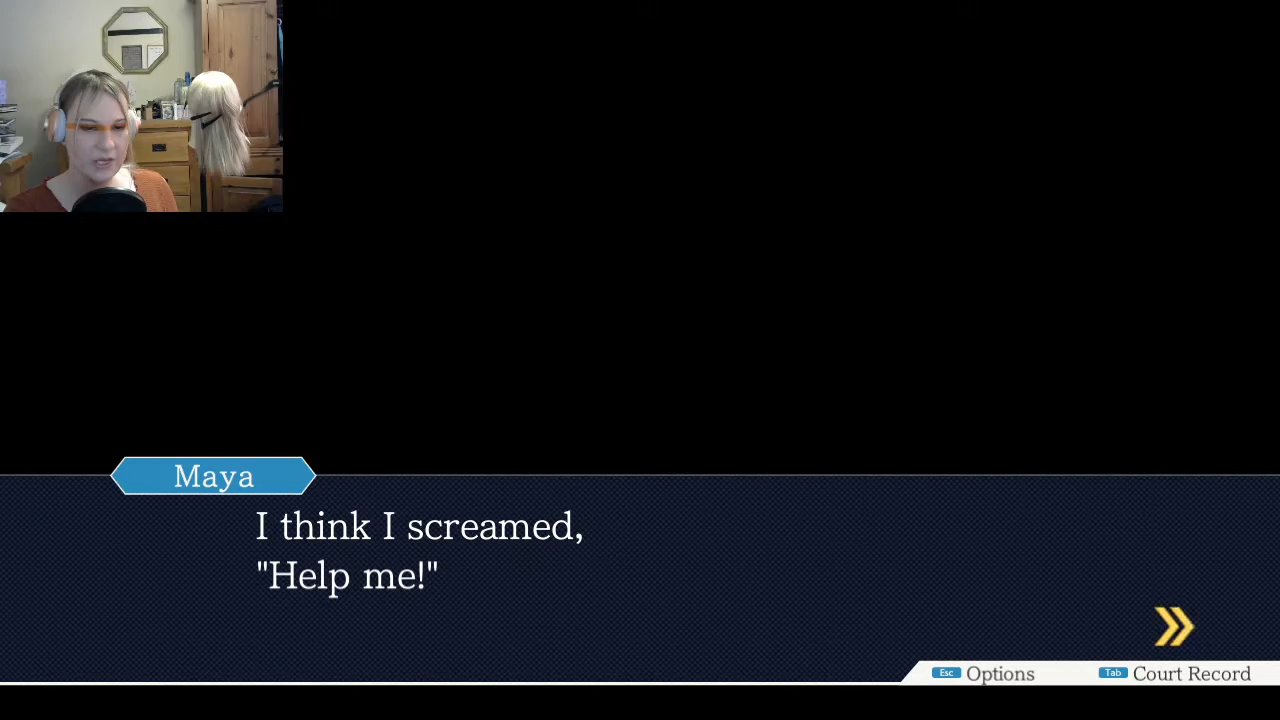 Maya
I think I screamed,
"Help me!"
Esc Options
Tab Court Record